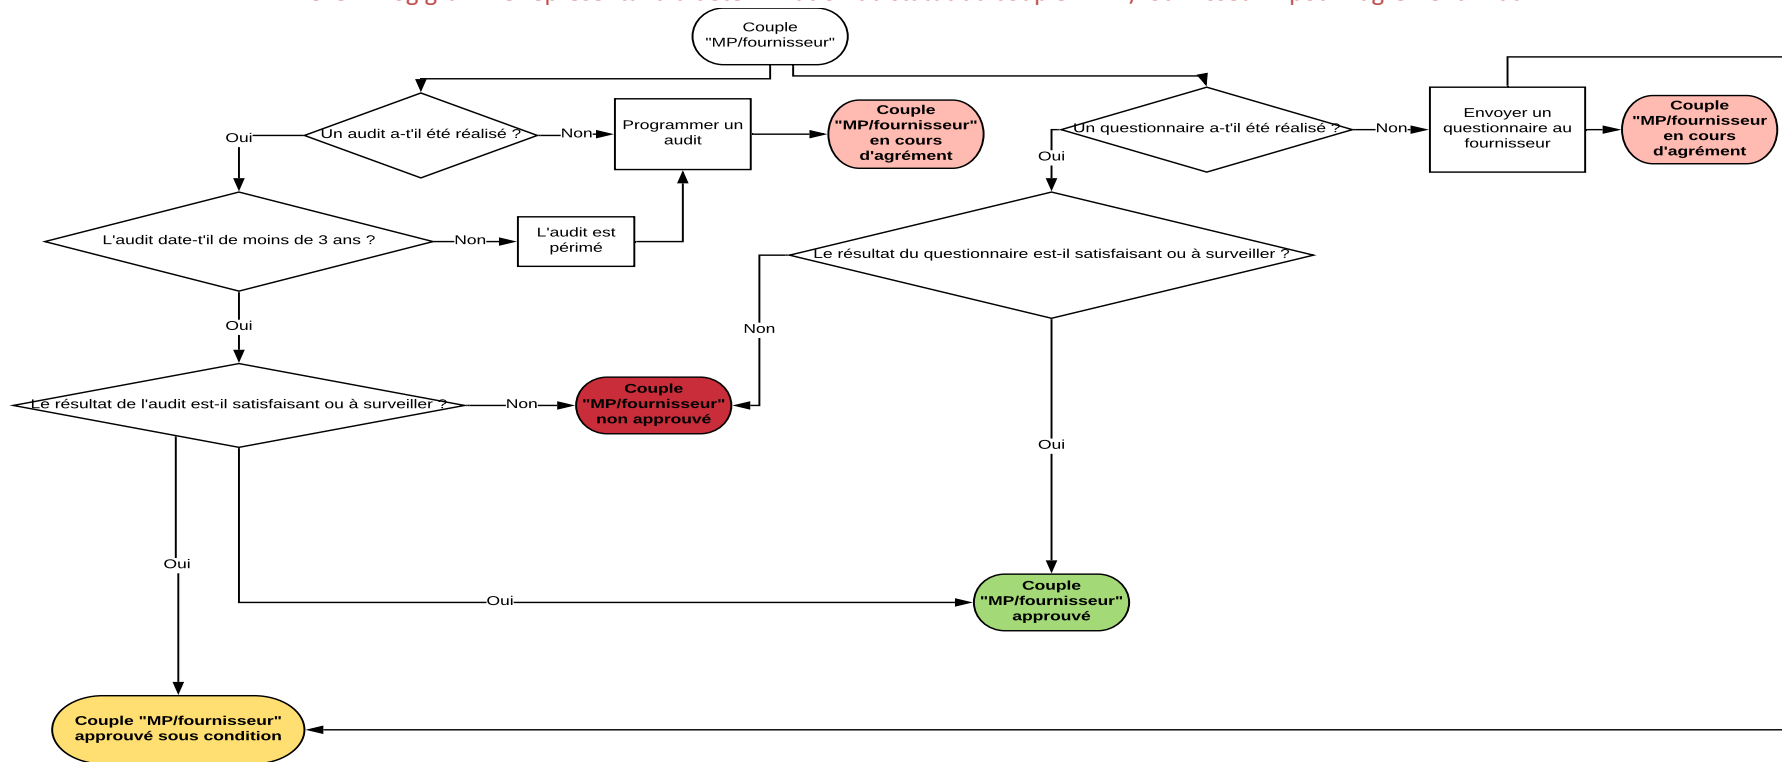 Couple
"MP/fournisseur"
Un audit a-t'il été réalisé ?
Oui
Non
Programmer un
audit
Couple
"MP/fournisseur"
en cours
d'agrément
Un questionnaire a-t'il été réalisé ?
Oui
Non
Envoyer un
questionnaire au
fournisseur
Couple
"MP/fournisseur
en cours
d'agrément
L'audit date-t'il de moins de 3 ans ?
Non
L'audit est
périmé
Oui
Le résultat du questionnaire est-il satisfaisant ou à surveiller ?
Non
Oui
Le résultat de l'audit est-il satisfaisant ou à surveiller ?
Non
Couple
"MP/fournisseur"
non approuvé
Oui
Oui
Couple
"MP/fournisseur"
approuvé
Couple "MP/fournisseur"
approuvé sous condition